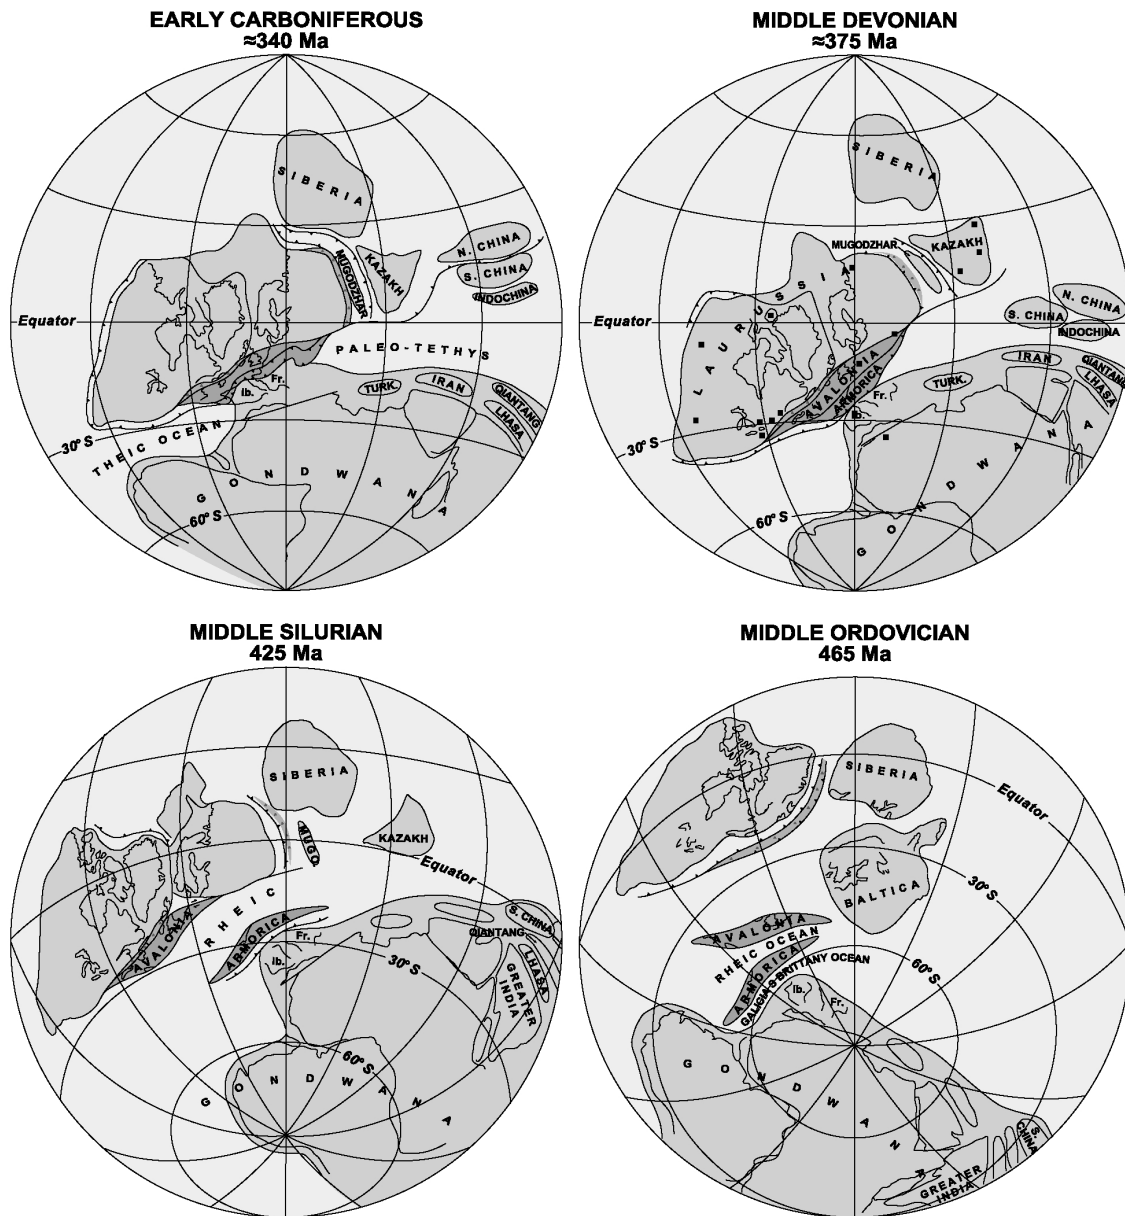 EARLY CARBONIFEROUS
≈340 Ma
SIBERIA
MUGODZHAR
KAZAKH
N. CHINA
S. CHINA
INDOCHINA
Equator
PALEO-TETHYS
Fr.
Ib.
TURK.
IRAN
QIANTANG
LHASA
30° S
THEIC OCEAN
GONDWANA
60° S
MIDDLE DEVONIAN
≈375 Ma
SIBERIA
MUGODZHAR
KAZAKH
N. CHINA
S. CHINA
INDOCHINA
Equator
LAURUSSIA
AVALONIA
ARMORICA
Fr.
Ib.
TURK.
IRAN
QIANTANG
LHASA
30° S
GONDWANA
60° S
MIDDLE SILURIAN
425 Ma
SIBERIA
MUGO
KAZAKH
Equator
RHEIC
AVALONIA
ARMORICA
Fr.
Ib.
30° S
S. CHINA
QIANTANG
LHASA
GREATER
INDIA
60° S
GONDWANA
MIDDLE ORDOVICIAN
465 Ma
SIBERIA
Equator
BALTICA
30° S
AVALONIA
RHEIC OCEAN
ARMORICA
GALICIA-S BRITTANY OCEAN
60° S
Ib.
Fr.
GONDWANA
S. CHINA
GREATER
INDIA